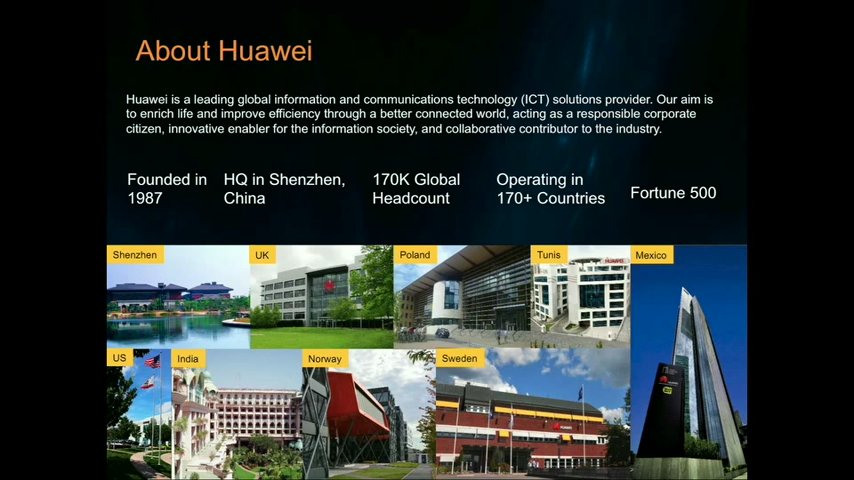 About Huawei
Huawei is a leading global information and communications technology (ICT) solutions provider. Our aim is
to enrich life and improve efficiency through a better connected world, acting as a responsible corporate
citizen, innovative enabler for the information society, and collaborative contributor to the industry.
Founded in
1987
HQ in Shenzhen,
China
170K Global
Headcount
Operating in
170+ Countries
Fortune 500
Shenzhen
UK
Poland
Tunis
HUAWEI
Mexico
US
India
Norway
Sweden
HUAWEI